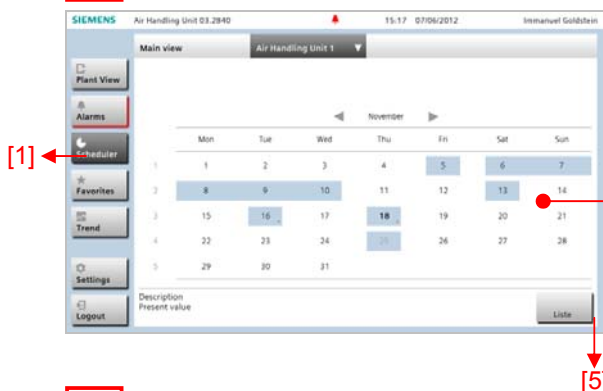 SIEMENS Air Handling Unit 03.2840 15:17 07/06/2012 Immanuel Goldstein
Main view Air Handling Unit 1
Plant View
Alarms
November
Mon Tue Wed Thu Fri Sat Sun
[1] Scheduler
1 1 2 3 4 5 6 7
Favorites
2 8 9 10 11 12 13 14
Trend
3 15 16 17 18 19 20 21
4 22 23 24 25 26 27 28
Settings
5 29 30 31
Logout
Description
Present value
Liste
[5]